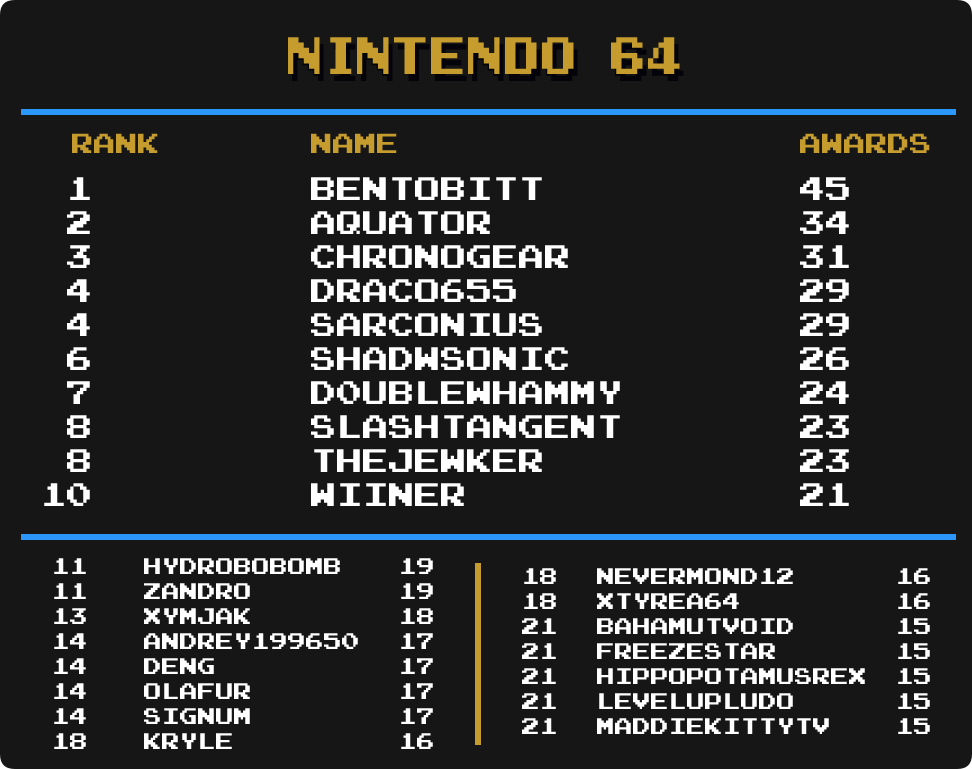 NINTENDO 64
RANK NAME AWARDS
1 BENTOBITT 45
2 AQUATOR 34
3 CHRONOGEAR 31
4 DRACO655 29
4 SARCONIUS 29
6 SHADWSONIC 26
7 DOUBLEWHAMMY 24
8 SLASHTANGENT 23
8 THEJEWKER 23
10 WIINER 21
11 HYDROBOBOMB 19
11 ZANDRO 19
13 XYMJAK 18
14 ANDREY199650 17
14 DENG 17
14 OLAFUR 17
14 SIGNUM 17
18 KRYLE 16
18 NEVERMOND12 16
18 XTYREA64 16
21 BAHAMUTVOID 15
21 FREEZESTAR 15
21 HIPPOPOTAMUSREX 15
21 LEVELUPLUDO 15
21 MADDIEKITTYTV 15